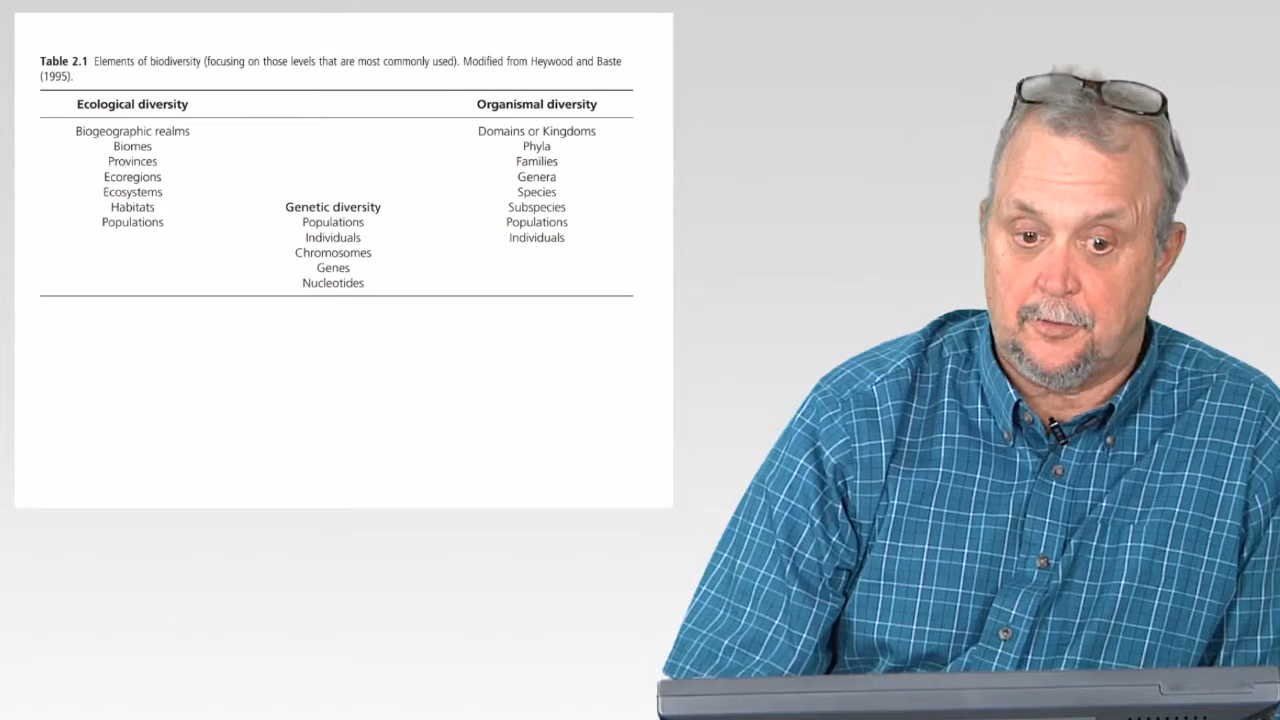 Table 2.1 Elements of biodiversity (focusing on those levels that are most commonly used). Modified from Heywood and Baste
(1995).
Ecological diversity Organismal diversity
Biogeographic realms Domains or Kingdoms
Biomes Phyla
Provinces Families
Ecoregions Genera
Ecosystems Species
Habitats Genetic diversity Subspecies
Populations Populations Populations
Individuals Individuals
Chromosomes
Genes
Nucleotides